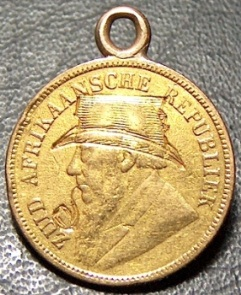 ZUID AFRIKAANSCHE REPUBLIEK